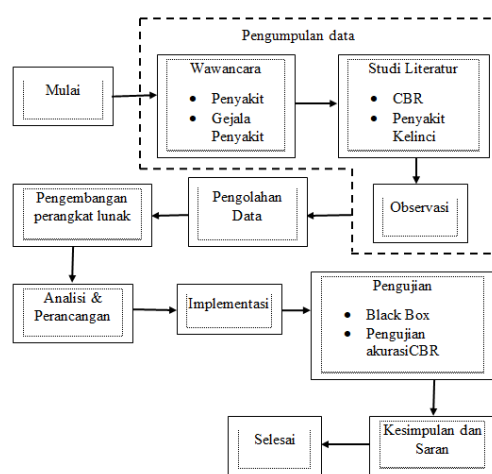 Pengumpulan data
Mulai
Wawancara
• Penyakit
• Gejala
Penyakit
Studi Literatur
• CBR
• Penyakit
Kelinci
Observasi
Pengolahan
Data
Pengembangan
perangkat lunak
Analisi &
Perancangan
Implementasi
Pengujian
• Black Box
• Pengujian
akurasiCBR
Kesimpulan dan
Saran
Selesai